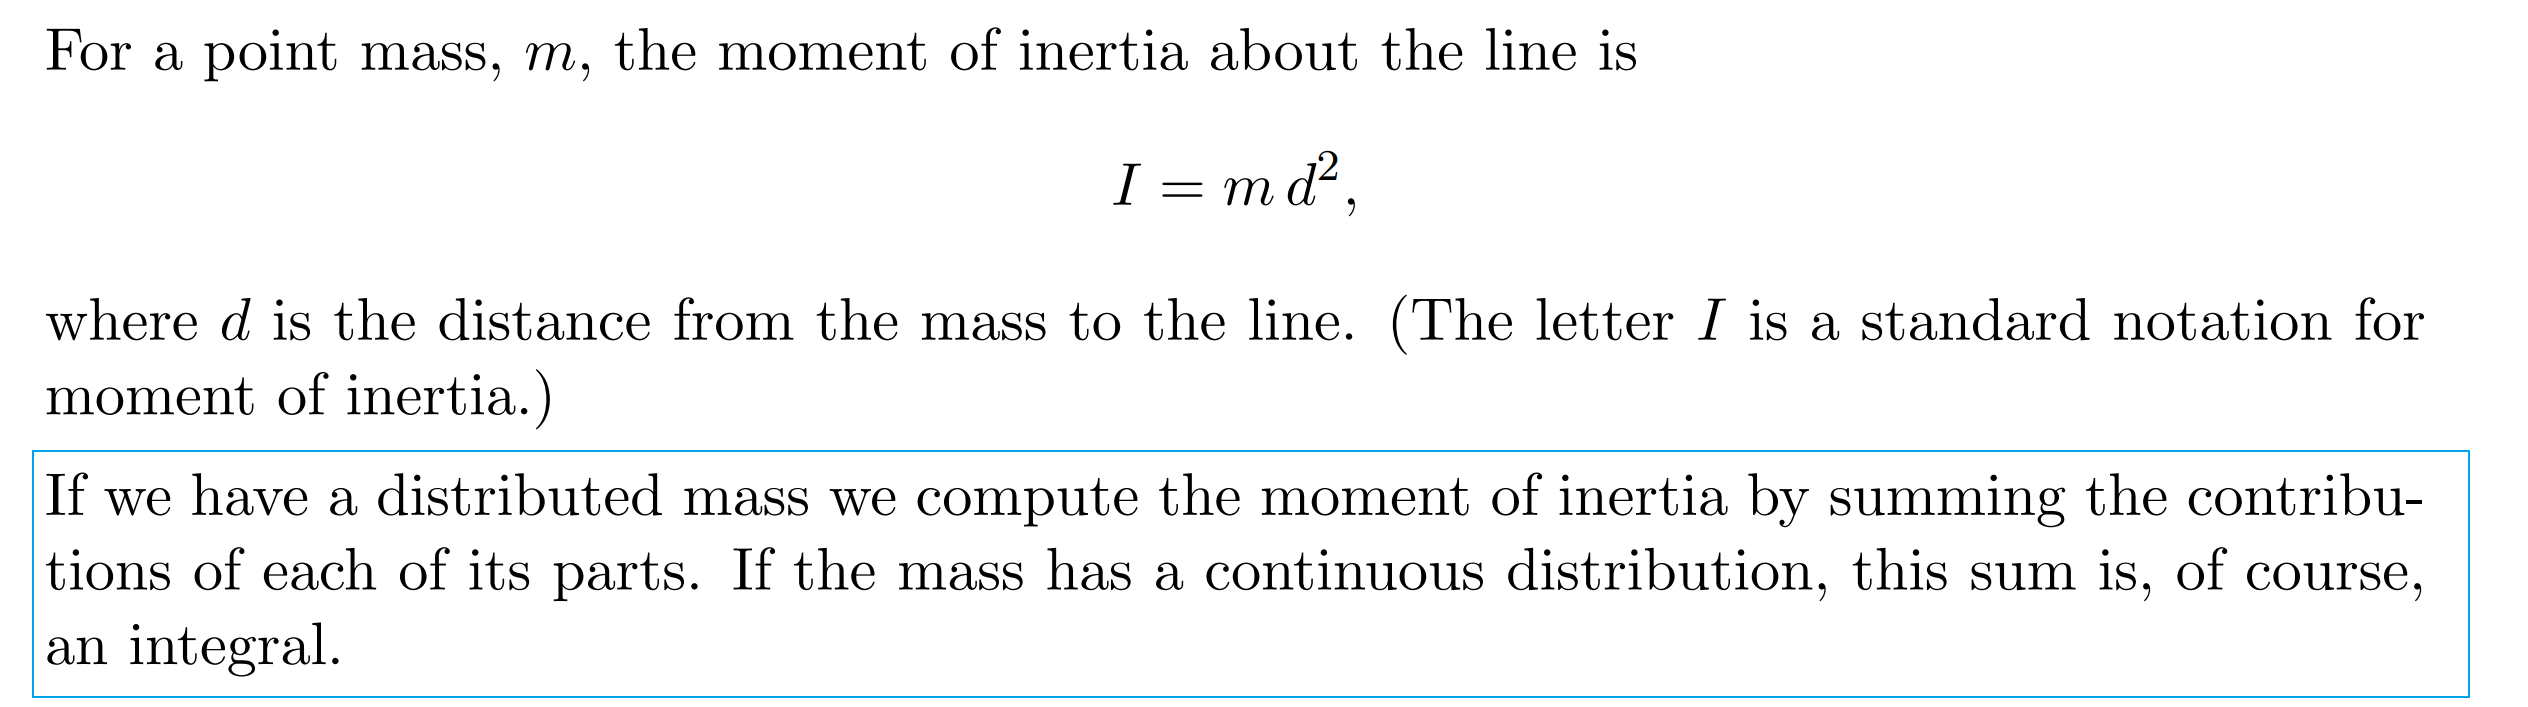 For a point mass, m, the moment of inertia about the line is
I = m d²,
where d is the distance from the mass to the line. (The letter I is a standard notation for
moment of inertia.)
If we have a distributed mass we compute the moment of inertia by summing the contribu-
tions of each of its parts. If the mass has a continuous distribution, this sum is, of course,
an integral.